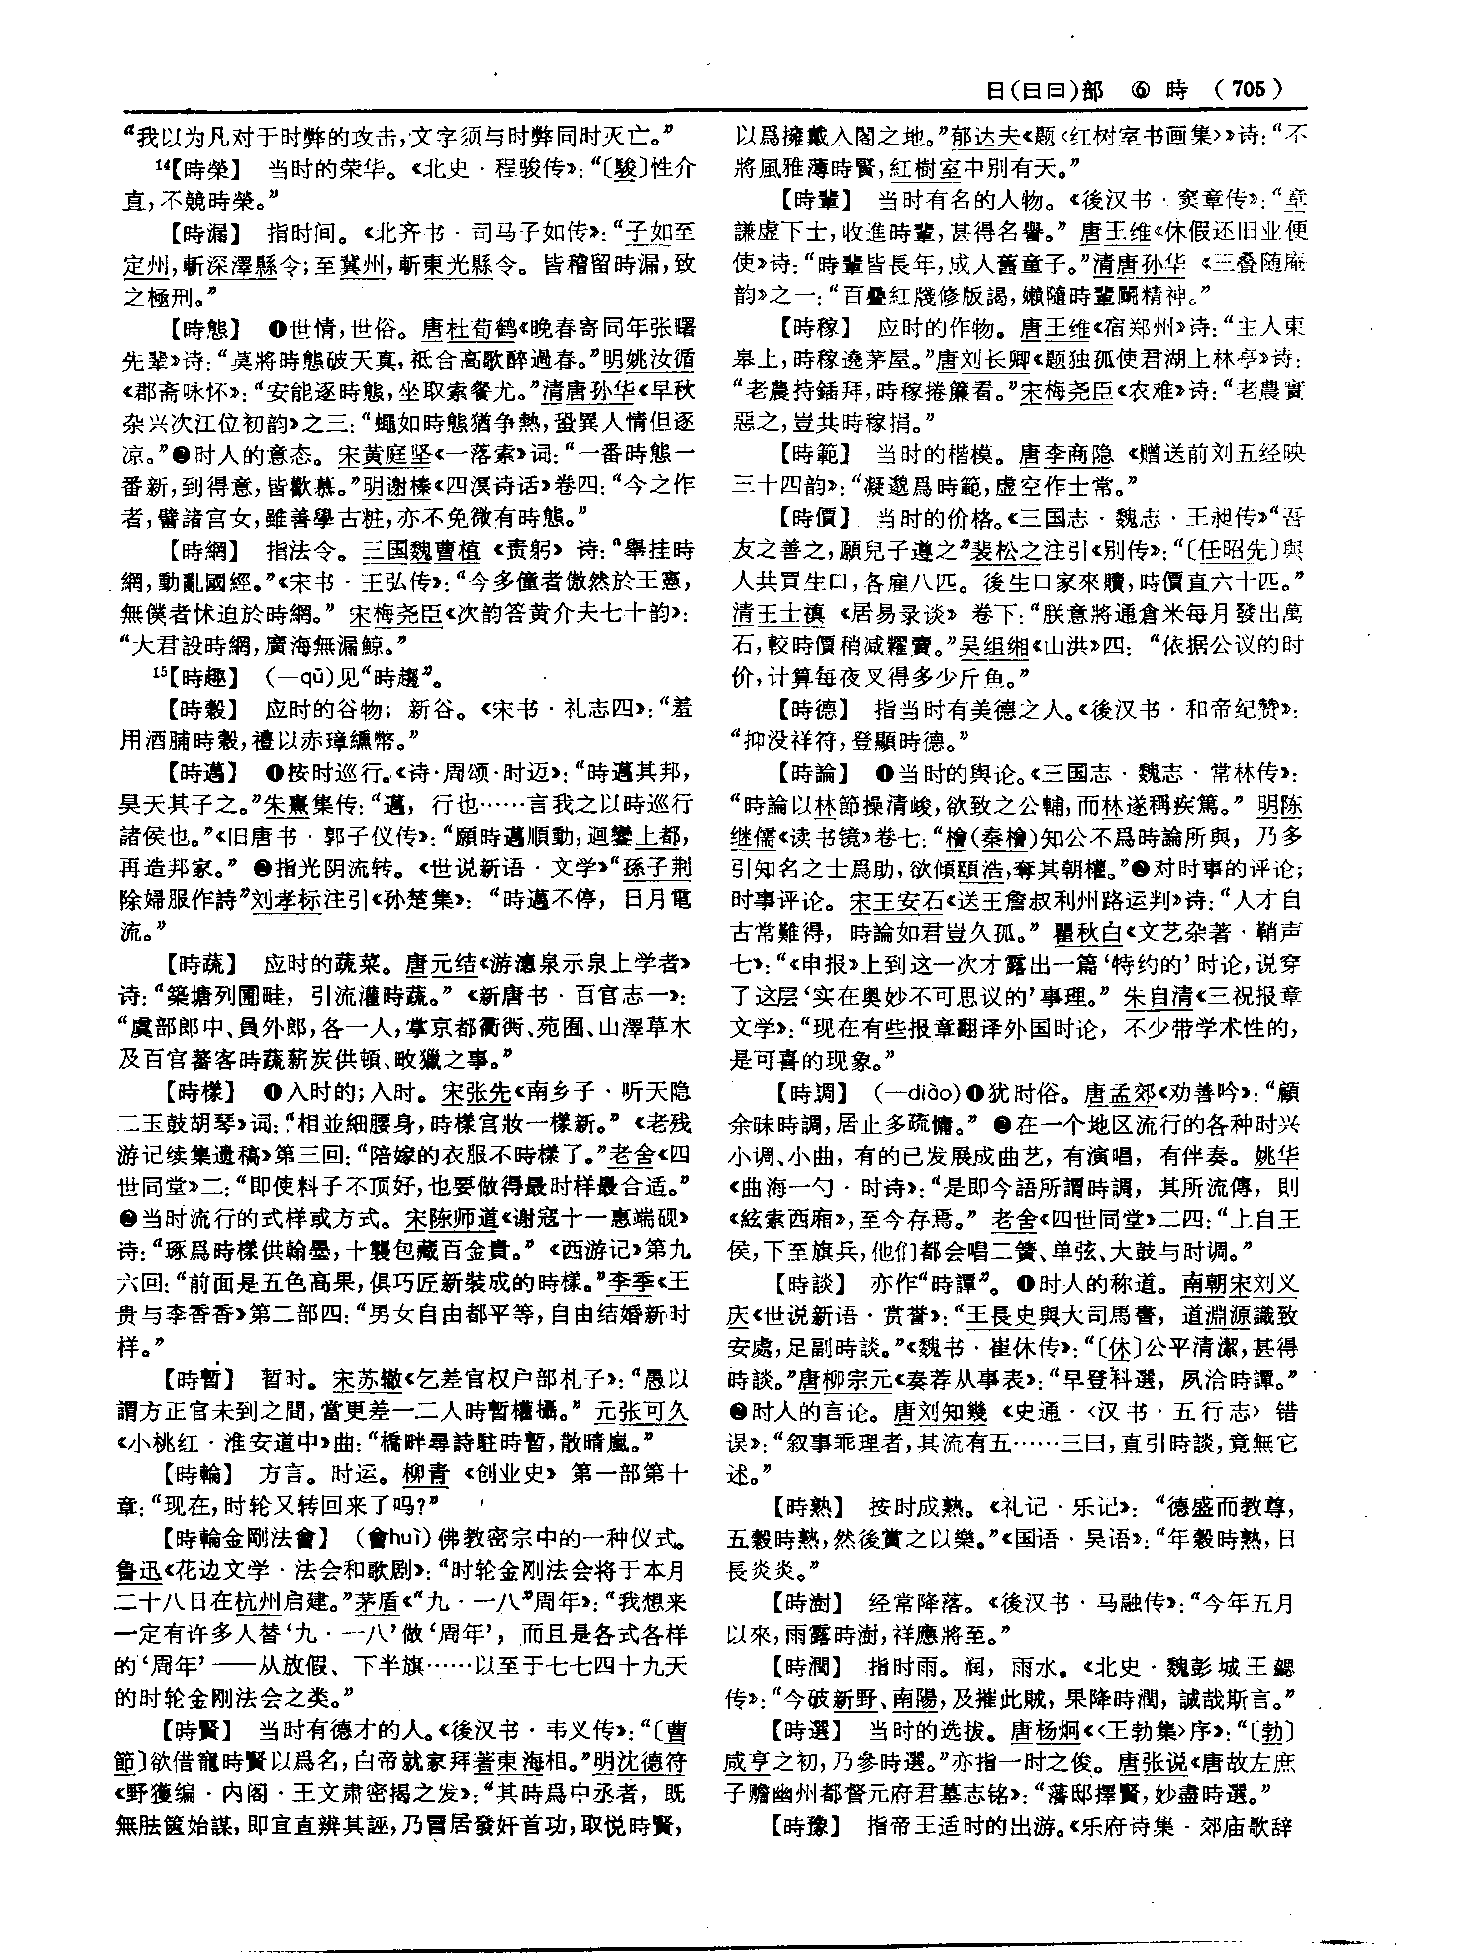 日(日曰)部 ⑥ 時 (705)
“我以为凡对于时弊的攻击,文字须与时弊同时灭亡。”
¹⁴【時榮】 当时的荣华。《北史·程骏传》:“〔駿〕性介
直,不競時榮。”
【時漏】 指时间。《北齐书·司马子如传》:“子如至
定州,斬深澤縣令;至冀州,斬東光縣令。皆稽留時漏,致
之極刑。”
【時態】 ❶世情,世俗。唐杜荀鹤《晚春寄同年张曙
先辈》诗:“莫將時態破天真,祗合高歌醉過春。”明姚汝循
《郡斋咏怀》:“安能逐時態,坐取素餐尤。”清唐孙华《早秋
杂兴次江位初韵》之三:“蠅如時態猶争熱,蛩異人情但逐
凉。”❷时人的意态。宋黄庭坚《一落索》词:“一番時態一
番新,到得意,皆歡慕。”明谢榛《四溟诗话》卷四:“今之作
者,譬諸宫女,雖善學古粧,亦不免微有時態。”
【時網】 指法令。三国魏曹植《责躬》诗:“舉挂時
網,動亂國經。”《宋书·王弘传》:“今多僮者傲然於王憲,
無僕者怵迫於時網。”宋梅尧臣《次韵答黄介夫七十韵》:
“大君設時網,廣海無漏鲸。”
¹⁵【時趣】 (—qū)见“時趨”。
【時穀】 应时的谷物;新谷。《宋书·礼志四》:“羞
用酒脯時穀,禮以赤璋纁幣。”
【時邁】 ❶按时巡行。《诗·周颂·时迈》:“時邁其邦,
昊天其子之。”朱熹集传:“邁,行也……言我之以時巡行
諸侯也。”《旧唐书·郭子仪传》:“願時邁順動,迴鑾上都,
再造邦家。”❷指光阴流转。《世说新语·文学》“孫子荆
除婦服作詩”刘孝标注引《孙楚集》:“時邁不停,日月電
流。”
【時蔬】 应时的蔬菜。唐元结《游潓泉示泉上学者》
诗:“築塘列圃畦,引流灌時蔬。”《新唐书·百官志一》:
“虞部郎中、員外郎,各一人,掌京都衢衖、苑囿、山澤草木
及百官蕃客時蔬薪炭供頓、畋獵之事。”
【時樣】 ❶入时的;入时。宋张先《南乡子·听天隐
二玉鼓胡琴》词:“相並細腰身,時樣宫妝一樣新。”《老残
游记续集遗稿》第三回:“陪嫁的衣服不時樣了。”老舍《四
世同堂》二:“即使料子不顶好,也要做得最时样最合适。”
❷当时流行的式样或方式。宋陈师道《谢寇十一惠端砚》
诗:“琢爲時樣供翰墨,十襲包藏百金貴。”《西游记》第九
六回:“前面是五色高果,俱巧匠新裝成的時樣。”李季《王
贵与李香香》第二部四:“男女自由都平等,自由结婚新时
样。”
【時暫】 暂时。宋苏辙《乞差官权户部札子》:“愚以
謂方正官未到之間,當更差一二人時暫權攝。”元张可久
《小桃红·淮安道中》曲:“橋畔尋詩駐時暫,散晴嵐。”
【時輪】 方言。时运。柳青《创业史》第一部第十
章:“现在,时轮又转回来了吗?”
【時輪金剛法會】 (會huì)佛教密宗中的一种仪式。
鲁迅《花边文学·法会和歌剧》:“时轮金刚法会将于本月
二十八日在杭州启建。”茅盾《“九·一八”周年》:“我想来
一定有许多人替‘九·一八’做‘周年’,而且是各式各样
的‘周年’——从放假、下半旗……以至于七七四十九天
的时轮金刚法会之类。”
【時賢】 当时有德才的人。《後汉书·韦义传》:“〔曹
節〕欲借寵時賢以爲名,白帝就家拜著東海相。”明沈德符
《野獲编·内阁·王文肃密揭之发》:“其時爲中丞者,既
無胠篋始謀,即宜直辨其誣,乃冒居發奸首功,取悦時賢,
以爲擁戴入閣之地。”郁达夫《题〈红树室书画集〉》诗:“不
將風雅薄時賢,紅樹室中别有天。”
【時輩】 当时有名的人物。《後汉书·窦章传》:“章
謙虚下士,收進時輩,甚得名譽。”唐王维《休假还旧业便
使》诗:“時輩皆長年,成人舊童子。”清唐孙华《三叠随庵
韵》之一:“百疊紅牋修版謁,嬾隨時輩鬭精神。”
【時稼】 应时的作物。唐王维《宿郑州》诗:“主人東
皋上,時稼遶茅屋。”唐刘长卿《题独孤使君湖上林亭》诗:
“老農持鍤拜,時稼捲簾看。”宋梅尧臣《农难》诗:“老農實
惡之,豈共時稼捐。”
【時範】 当时的楷模。唐李商隐《赠送前刘五经映
三十四韵》:“凝邈爲時範,虚空作士常。”
【時價】 当时的价格。《三国志·魏志·王昶传》“吾
友之善之,願兒子遵之”裴松之注引《别传》:“〔任昭先〕與
人共買生口,各雇八匹。後生口家來贖,時價直六十匹。”
清王士禛《居易录谈》卷下:“朕意將通倉米每月發出萬
石,較時價稍减糶賣。”吴组缃《山洪》四:“依据公议的时
价,计算每夜叉得多少斤鱼。”
【時德】 指当时有美德之人。《後汉书·和帝纪赞》:
“抑没祥符,登顯時德。”
【時論】 ❶当时的舆论。《三国志·魏志·常林传》:
“時論以林節操清峻,欲致之公輔,而林遂稱疾篤。”明陈
继儒《读书镜》卷七:“檜(秦檜)知公不爲時論所與,乃多
引知名之士爲助,欲傾頤浩,奪其朝權。”❷对时事的评论;
时事评论。宋王安石《送王詹叔利州路运判》诗:“人才自
古常難得,時論如君豈久孤。”瞿秋白《文艺杂著·鞘声
七》:“《申报》上到这一次才露出一篇‘特约的’时论,说穿
了这层‘实在奥妙不可思议的’事理。”朱自清《三祝报章
文学》:“现在有些报章翻译外国时论,不少带学术性的,
是可喜的现象。”
【時調】 (—diào)❶犹时俗。唐孟郊《劝善吟》:“顧
余昧時調,居止多疏慵。”❷在一个地区流行的各种时兴
小调、小曲,有的已发展成曲艺,有演唱,有伴奏。姚华
《曲海一勺·时诗》:“是即今語所謂時調,其所流傳,則
《絃索西廂》,至今存焉。”老舍《四世同堂》二四:“上自王
侯,下至旗兵,他们都会唱二簧、单弦、大鼓与时调。”
【時談】 亦作“時譚”。❶时人的称道。南朝宋刘义
庆《世说新语·赏誉》:“王長史與大司馬書,道淵源識致
安處,足副時談。”《魏书·崔休传》:“〔休〕公平清潔,甚得
時談。”唐柳宗元《奏荐从事表》:“早登科選,夙洽時譚。”
❷时人的言论。唐刘知幾《史通·〈汉书·五行志〉错
误》:“叙事乖理者,其流有五……三曰,直引時談,竟無它
述。”
【時熟】 按时成熟。《礼记·乐记》:“德盛而教尊,
五穀時熟,然後賞之以樂。”《国语·吴语》:“年穀時熟,日
長炎炎。”
【時澍】 经常降落。《後汉书·马融传》:“今年五月
以來,雨露時澍,祥應將至。”
【時潤】 指时雨。润,雨水。《北史·魏彭城王勰
传》:“今破新野、南陽,及摧此賊,果降時潤,誠哉斯言。”
【時選】 当时的选拔。唐杨炯《〈王勃集〉序》:“〔勃〕
咸亨之初,乃參時選。”亦指一时之俊。唐张说《唐故左庶
子赠幽州都督元府君墓志铭》:“藩邸擇賢,妙盡時選。”
【時豫】 指帝王适时的出游。《乐府诗集·郊庙歌辞